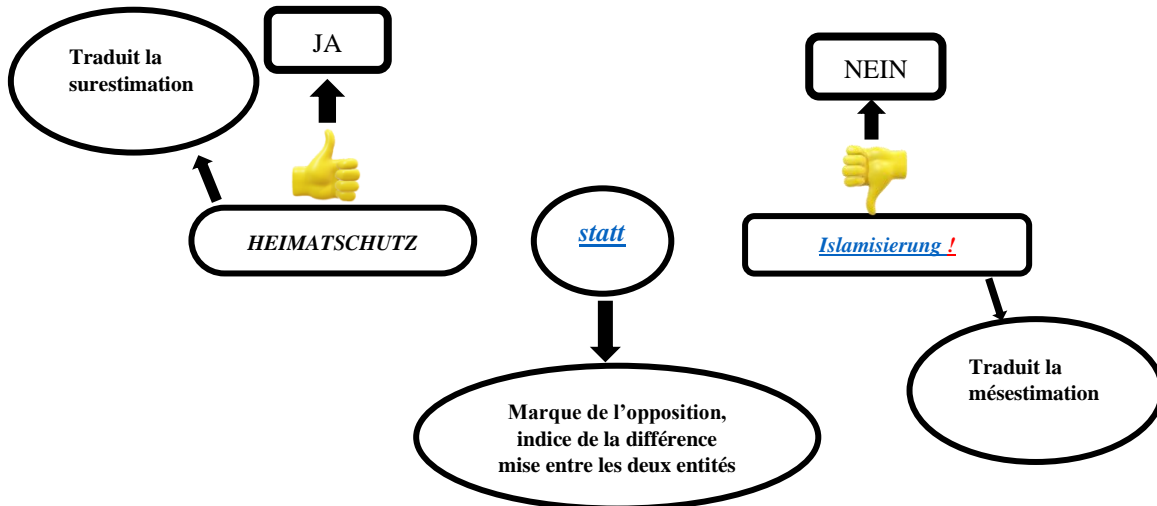 Traduit la
surestimation
JA
NEIN
HEIMATSCHUTZ
statt
Islamisierung !
Marque de l’opposition,
indice de la différence
mise entre les deux entités
Traduit la
mésestimation